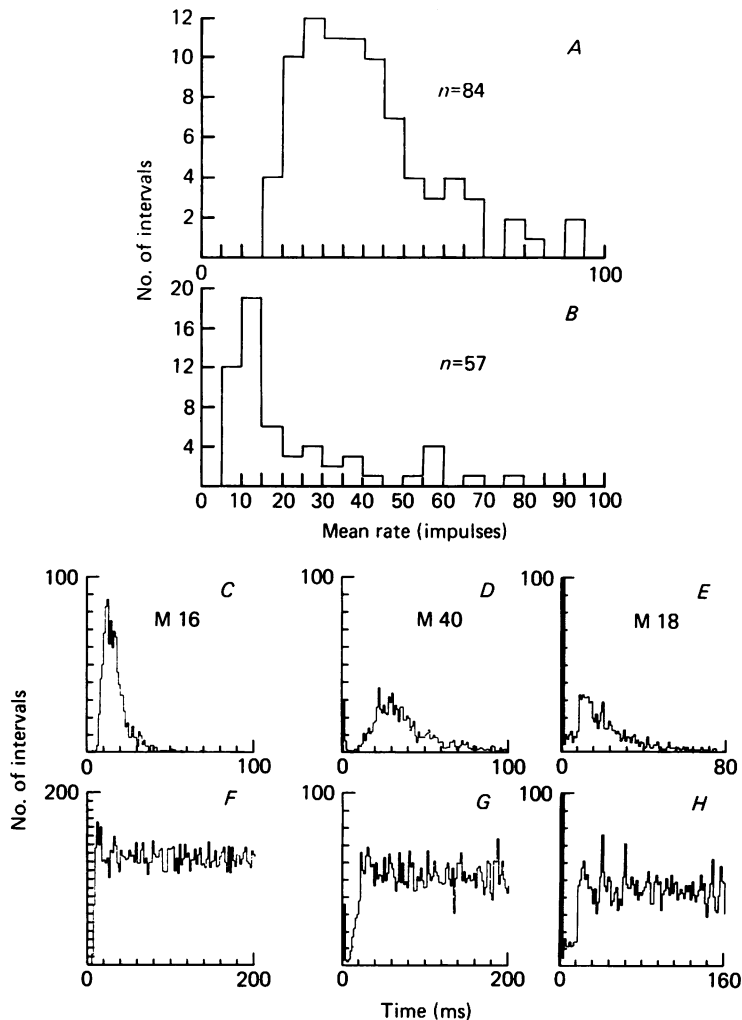 12
10
8
6
4
2
A
n=84
0
100
No. of intervals
20
16
12
8
4
B
n=57
0 10 20 30 40 50 60 70 80 90 100
Mean rate (impulses)
100
C
M 16
0
100
100
D
M 40
0
100
100
E
M 18
0
80
No. of intervals
200
F
0
200
100
G
0
200
100
H
0
160
Time (ms)